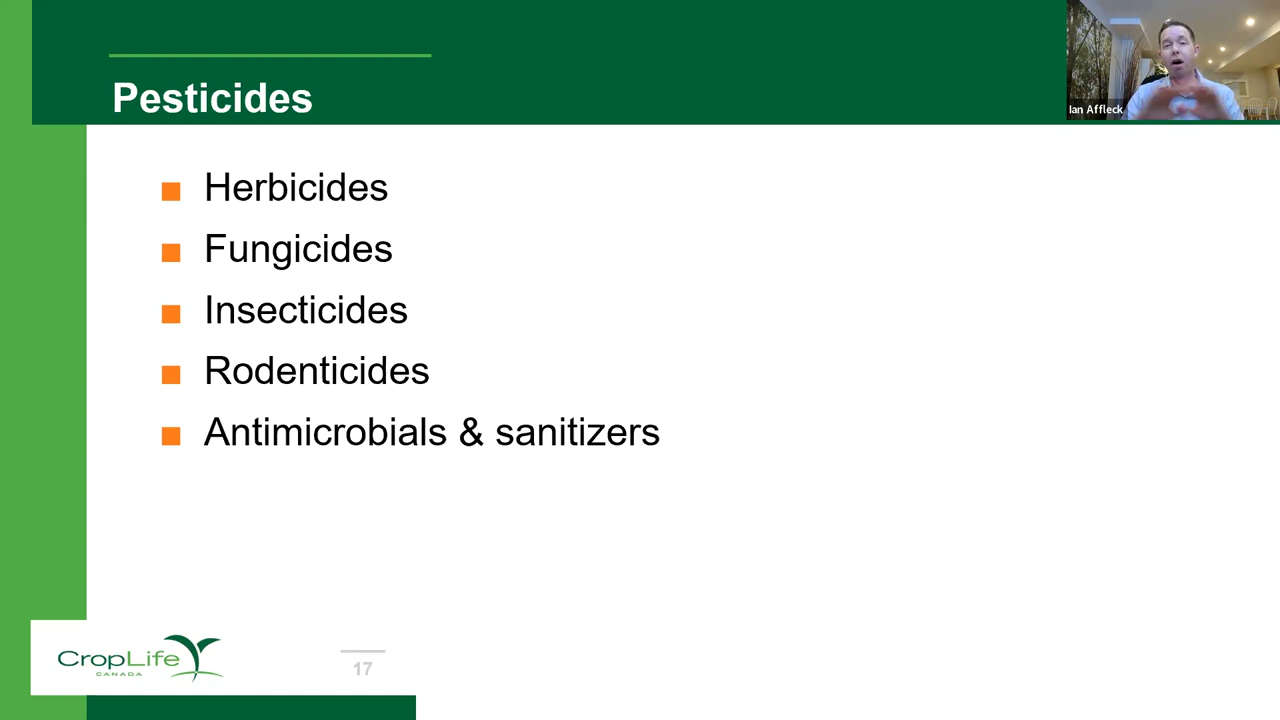 Pesticides
Ian Affleck
Herbicides
Fungicides
Insecticides
Rodenticides
Antimicrobials & sanitizers
CropLife
CANADA
17